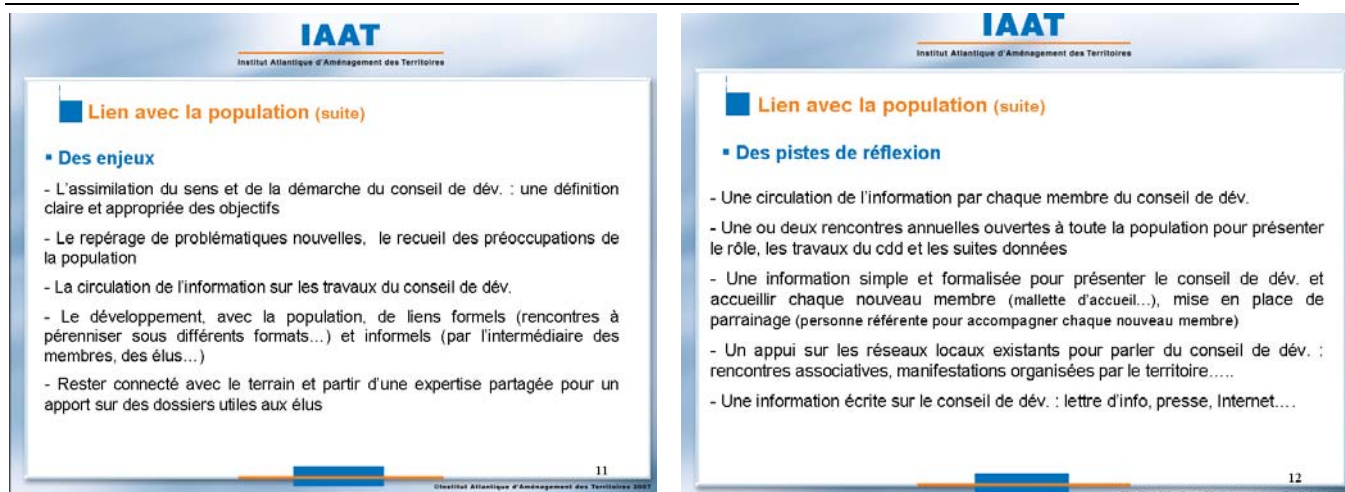 IAAT
Institut Atlantique d'Aménagement des Territoires
Lien avec la population (suite)
▪ Des enjeux
- L'assimilation du sens et de la démarche du conseil de dév. : une définition
claire et appropriée des objectifs
- Le repérage de problématiques nouvelles, le recueil des préoccupations de
la population
- La circulation de l'information sur les travaux du conseil de dév.
- Le développement, avec la population, de liens formels (rencontres à
pérenniser sous différents formats…) et informels (par l'intermédiaire des
membres, des élus…)
- Rester connecté avec le terrain et partir d'une expertise partagée pour un
apport sur des dossiers utiles aux élus
11
©Institut Atlantique d'Aménagement des Territoires 2007
IAAT
Institut Atlantique d'Aménagement des Territoires
Lien avec la population (suite)
▪ Des pistes de réflexion
- Une circulation de l'information par chaque membre du conseil de dév.
- Une ou deux rencontres annuelles ouvertes à toute la population pour présenter
le rôle, les travaux du cdd et les suites données
- Une information simple et formalisée pour présenter le conseil de dév. et
accueillir chaque nouveau membre (mallette d'accueil…), mise en place de
parrainage (personne référente pour accompagner chaque nouveau membre)
- Un appui sur les réseaux locaux existants pour parler du conseil de dév. :
rencontres associatives, manifestations organisées par le territoire…..
- Une information écrite sur le conseil de dév. : lettre d'info, presse, Internet….
12